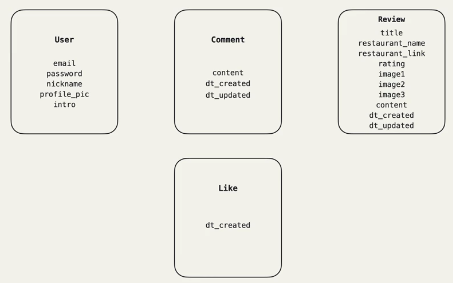 User
email
password
nickname
profile_pic
intro
Comment
content
dt_created
dt_updated
Review
title
restaurant_name
restaurant_link
rating
image1
image2
image3
content
dt_created
dt_updated
Like
dt_created